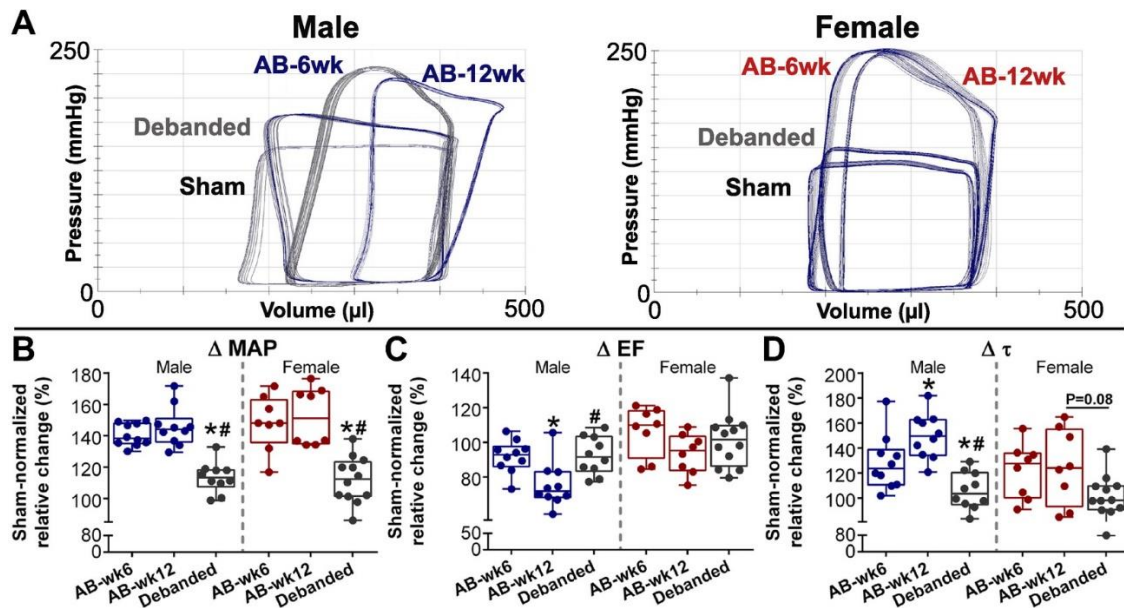 A
Male
Female
250
AB-6wk
AB-12wk
Debanded
Sham
Pressure (mmHg)
0
Volume (µl)
500
250
AB-6wk
AB-12wk
Debanded
Sham
Pressure (mmHg)
0
Volume (µl)
500
B
Δ MAP
Male
Female
Sham-normalized
relative change (%)
180
160
140
120
100
80
0
*#
*#
AB-wk6
AB-wk12
Debanded
AB-wk6
AB-wk12
Debanded
C
Δ EF
Male
Female
Sham-normalized
relative change (%)
140
120
100
80
50
0
*
#
AB-wk6
AB-wk12
Debanded
AB-wk6
AB-wk12
Debanded
D
Δ τ
Male
Female
Sham-normalized
relative change (%)
200
180
160
140
120
100
80
40
0
*
*#
P=0.08
AB-wk6
AB-wk12
Debanded
AB-wk6
AB-wk12
Debanded